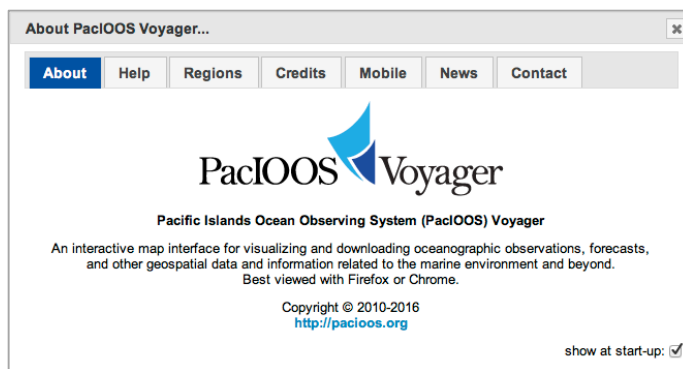 About PacIOOS Voyager...
About Help Regions Credits Mobile News Contact
PacIOOS Voyager
Pacific Islands Ocean Observing System (PacIOOS) Voyager
An interactive map interface for visualizing and downloading oceanographic observations, forecasts,
and other geospatial data and information related to the marine environment and beyond.
Best viewed with Firefox or Chrome.
Copyright © 2010-2016
http://pacioos.org
show at start-up: